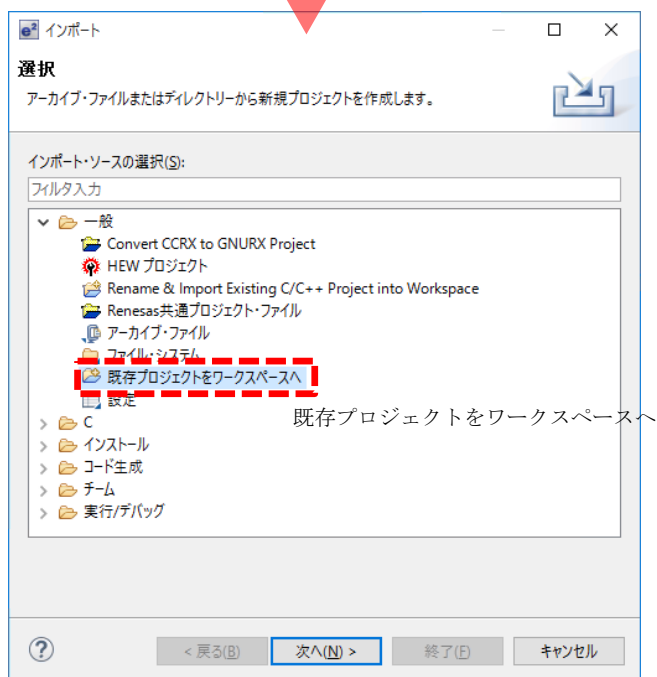 e² インポート
選択
アーカイブ・ファイルまたはディレクトリーから新規プロジェクトを作成します。
インポート・ソースの選択(S):
フィルタ入力
一般
Convert CCRX to GNURX Project
HEW プロジェクト
Rename & Import Existing C/C++ Project into Workspace
Renesas共通プロジェクト・ファイル
アーカイブ・ファイル
ファイル・システム
既存プロジェクトをワークスペースへ
設定
既存プロジェクトをワークスペースへ
C
インストール
コード生成
チーム
実行/デバッグ
? < 戻る(B) 次へ(N) > 終了(F) キャンセル